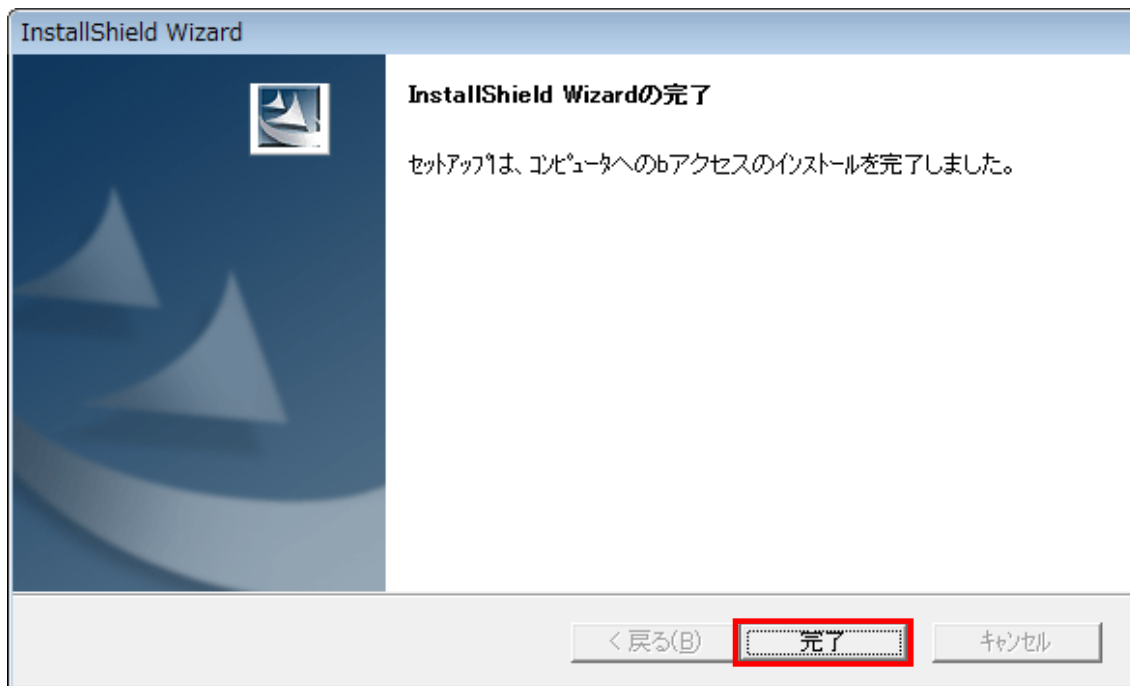 InstallShield Wizard
InstallShield Wizardの完了
ｾｯﾄｱｯﾌﾟは、ｺﾝﾋﾟｭｰﾀへのbアクセスのｲﾝｽﾄｰﾙを完了しました。
< 戻る(B)
完了
ｷｬﾝｾﾙ